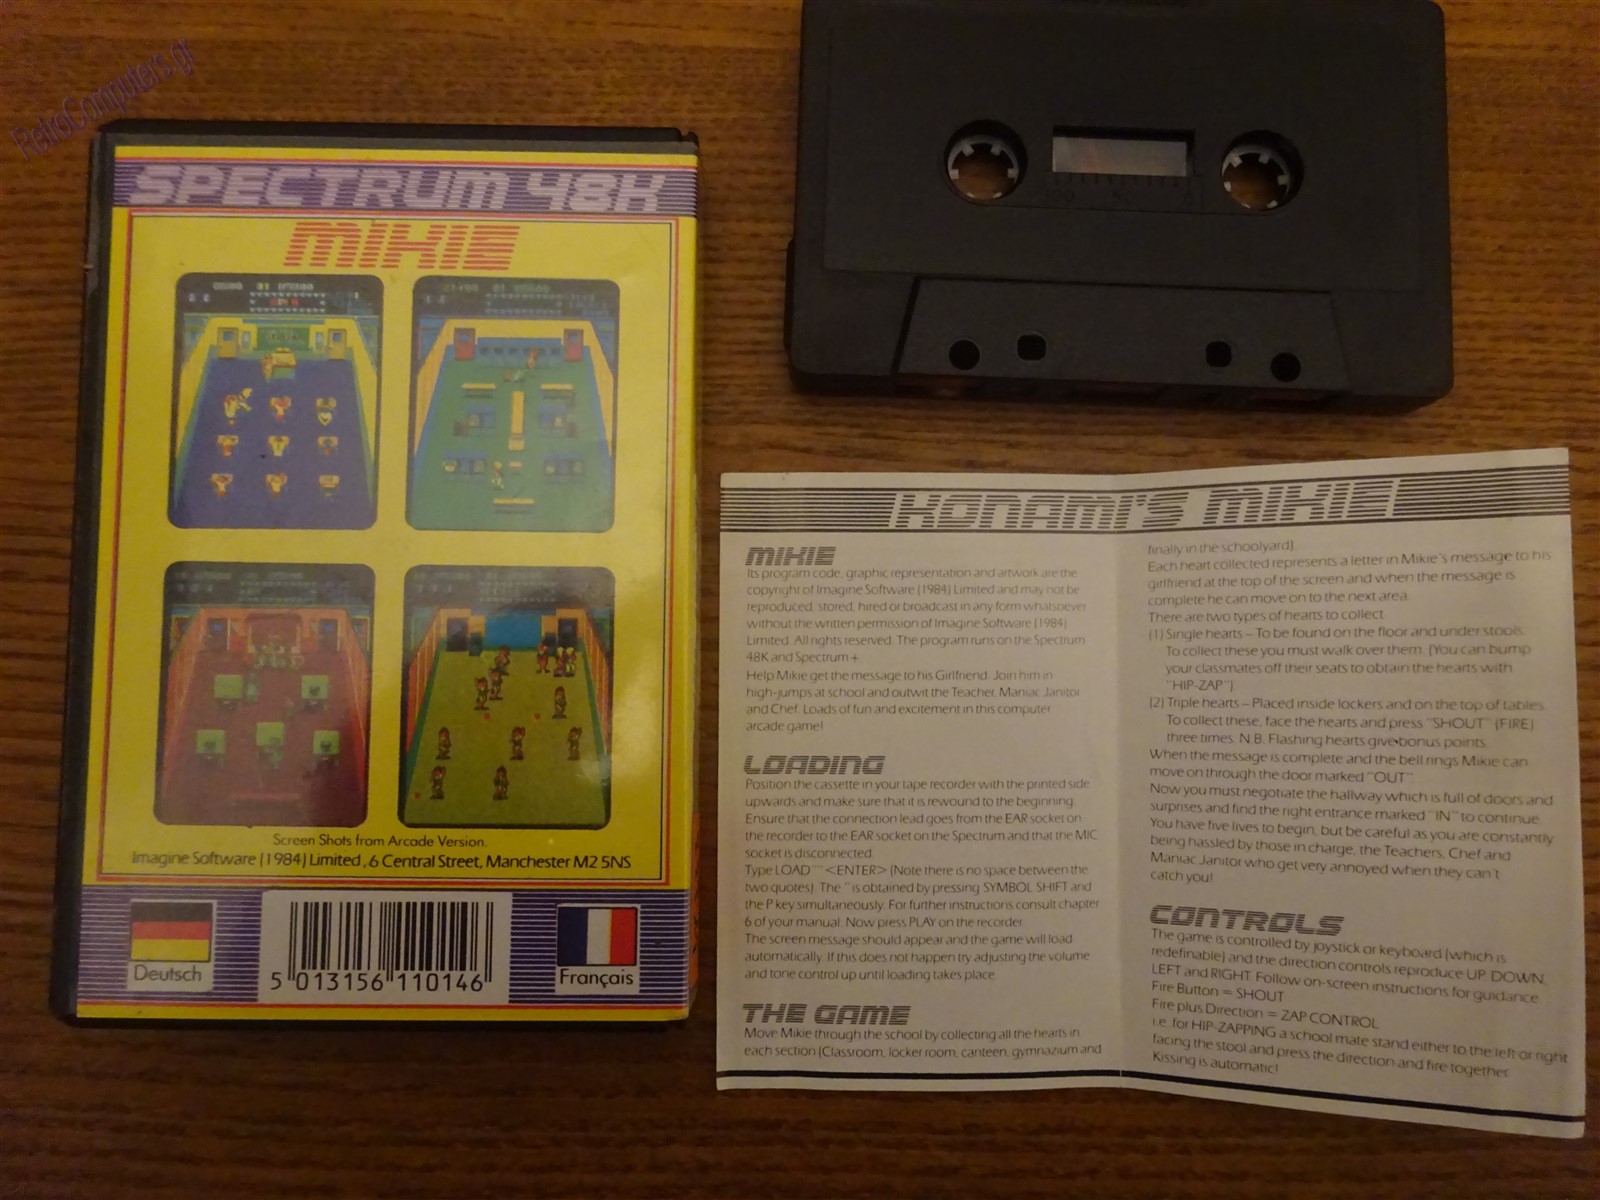 RetroComputers.gr
SPECTRUM 48K
MIKIE
Screen Shots from Arcade Version.
Imagine Software (1984) Limited, 6 Central Street, Manchester M2 5NS
Deutsch
5 013156 110146
Français
100 50 0
KONAMI'S MIKIE
MIKIE
Its program code, graphic representation and artwork are the
copyright of Imagine Software (1984) Limited and may not be
reproduced, stored, hired or broadcast in any form whatsoever
without the written permission of Imagine Software (1984)
Limited. All rights reserved. The program runs on the Spectrum
48K and Spectrum+.
Help Mikie get the message to his Girlfriend. Join him in
high-jumps at school and outwit the Teacher, Maniac Janitor
and Chef. Loads of fun and excitement in this computer
arcade game!
LOADING
Position the cassette in your tape recorder with the printed side
upwards and make sure that it is rewound to the beginning.
Ensure that the connection lead goes from the EAR socket on
the recorder to the EAR socket on the Spectrum and that the MIC
socket is disconnected.
Type LOAD"" <ENTER> (Note there is no space between the
two quotes). The " is obtained by pressing SYMBOL SHIFT and
the P key simultaneously. For further instructions consult chapter
6 of your manual. Now press PLAY on the recorder.
The screen message should appear and the game will load
automatically. If this does not happen try adjusting the volume
and tone control up until loading takes place.
THE GAME
Move Mikie through the school by collecting all the hearts in
each section (Classroom, locker room, canteen, gymnazium and
finally in the schoolyard).
Each heart collected represents a letter in Mikie's message to his
girlfriend at the top of the screen and when the message is
complete he can move on to the next area.
There are two types of hearts to collect.
(1) Single hearts – To be found on the floor and under stools.
To collect these you must walk over them. (You can bump
your classmates off their seats to obtain the hearts with
"HIP-ZAP")
(2) Triple hearts – Placed inside lockers and on the top of tables.
To collect these, face the hearts and press "SHOUT" (FIRE)
three times. N.B. Flashing hearts give bonus points.
When the message is complete and the bell rings Mikie can
move on through the door marked "OUT"
Now you must negotiate the hallway which is full of doors and
surprises and find the right entrance marked "IN" to continue.
You have five lives to begin, but be careful as you are constantly
being hassled by those in charge, the Teachers, Chef and
Maniac Janitor who get very annoyed when they can't
catch you!
CONTROLS
The game is controlled by joystick or keyboard (which is
redefinable) and the direction controls reproduce UP, DOWN,
LEFT and RIGHT. Follow on-screen instructions for guidance.
Fire Button = SHOUT
Fire plus Direction = ZAP CONTROL
i.e. for HIP-ZAPPING a school mate stand either to the left or right
facing the stool and press the direction and fire together.
Kissing is automatic!